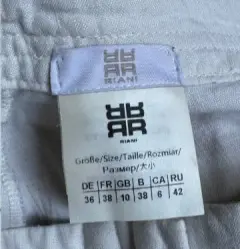 RIANI
RIANI
Größe/Size/Taille/Rozmiar/
Размер/大小
DE FR GB B CA RU
36 38 10 38 6 42